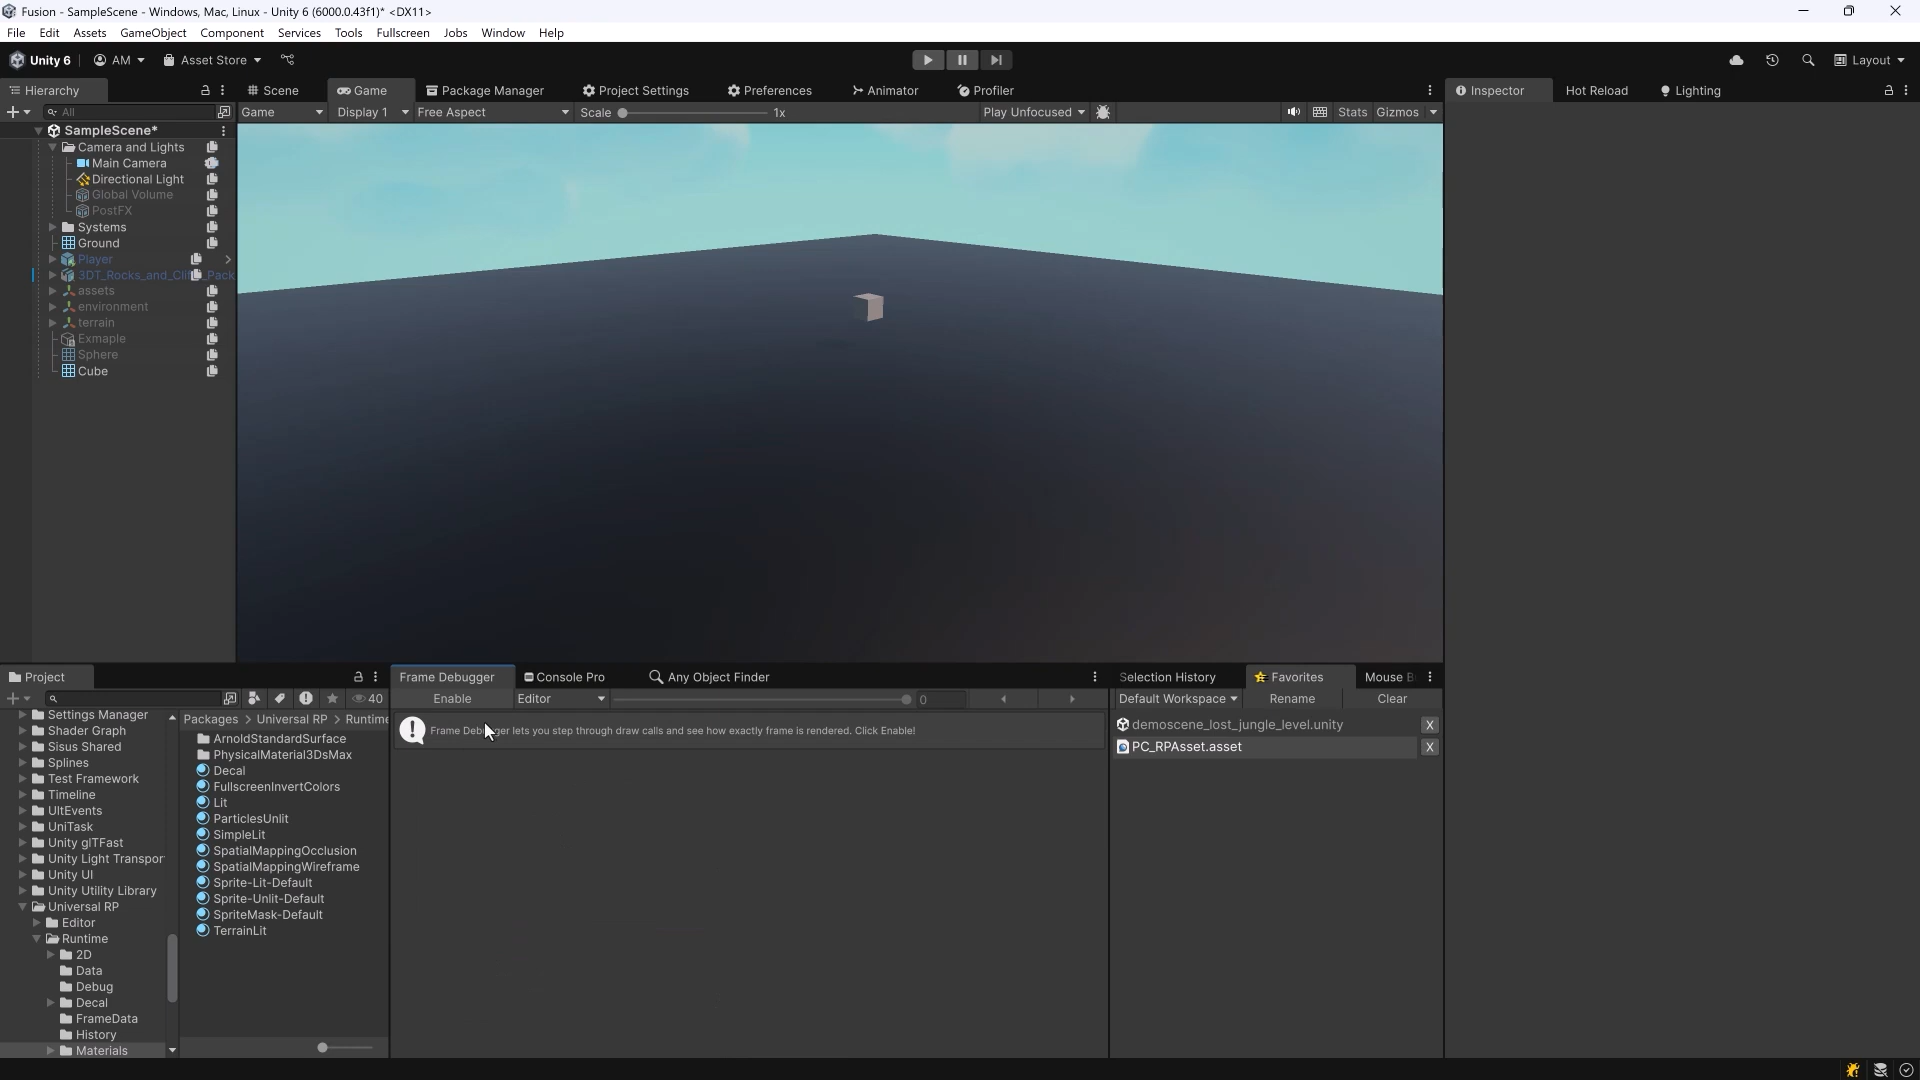 Fusion - SampleScene - Windows, Mac, Linux - Unity 6 (6000.0.43f1)* <DX11>
File Edit Assets GameObject Component Services Tools Fullscreen Jobs Window Help
Unity 6 AM Asset Store Layout
Hierarchy Scene Game Package Manager Project Settings Preferences Animator Profiler Inspector Hot Reload Lighting
All Game Display 1 Free Aspect Scale 1x Play Unfocused Stats Gizmos
SampleScene*
Camera and Lights
Main Camera
Directional Light
Global Volume
PostFX
Systems
Ground
Player
3DT_Rocks_and_Cliff_Pack
assets
environment
terrain
Exmaple
Sphere
Cube
Project Frame Debugger Console Pro Any Object Finder Selection History Favorites Mouse B
40 Enable Editor 0 Default Workspace Rename Clear
Settings Manager
Shader Graph
Sisus Shared
Splines
Test Framework
Timeline
UltEvents
UniTask
Unity glTFast
Unity Light Transpor
Unity UI
Unity Utility Library
Universal RP
Editor
Runtime
2D
Data
Debug
Decal
FrameData
History
Materials
Packages > Universal RP > Runtime
ArnoldStandardSurface
PhysicalMaterial3DsMax
Decal
FullscreenInvertColors
Lit
ParticlesUnlit
SimpleLit
SpatialMappingOcclusion
SpatialMappingWireframe
Sprite-Lit-Default
Sprite-Unlit-Default
SpriteMask-Default
TerrainLit
Frame Debugger lets you step through draw calls and see how exactly frame is rendered. Click Enable!
demoscene_lost_jungle_level.unity X
PC_RPAsset.asset X